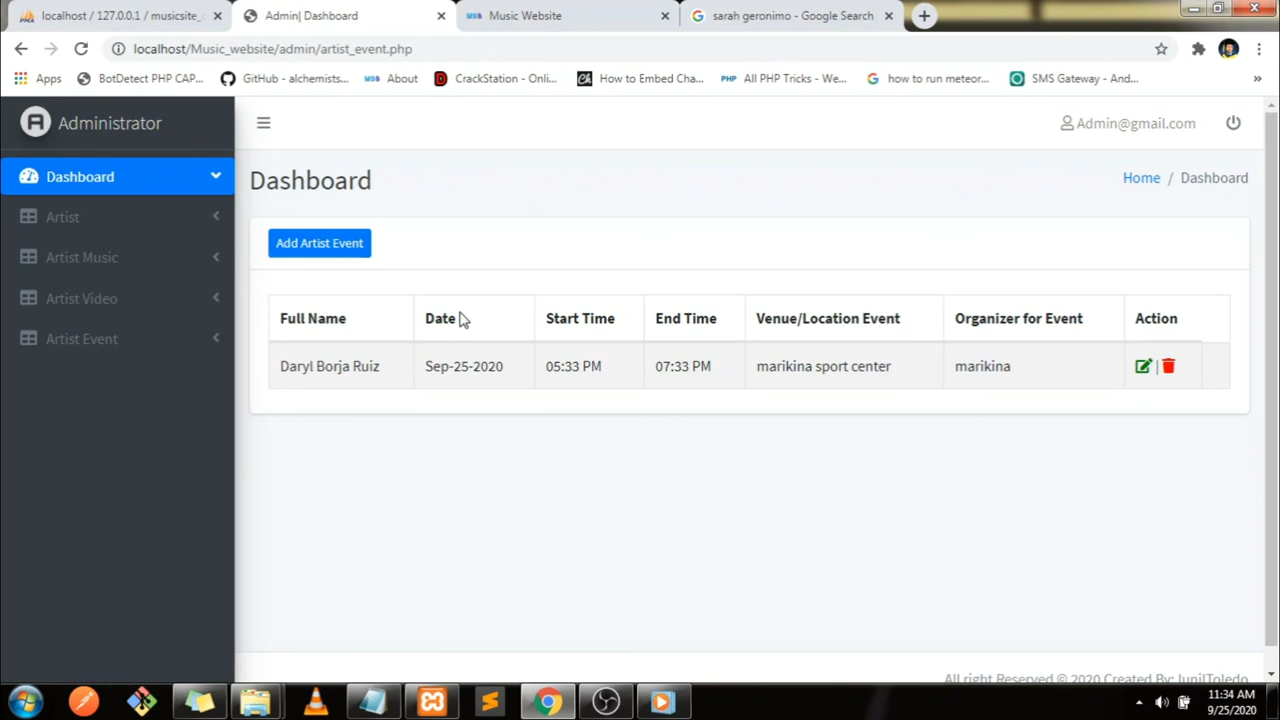 localhost / 127.0.0.1 / musicsite_
Admin| Dashboard
Music Website
sarah geronimo - Google Search
localhost/Music_website/admin/artist_event.php
Apps
BotDetect PHP CAP...
GitHub - alchemists...
MDB About
CrackStation - Onli...
How to Embed Cha...
PHP All PHP Tricks - We...
how to run meteor...
SMS Gateway - And...
»
Administrator
Admin@gmail.com
Dashboard
Artist
Artist Music
Artist Video
Artist Event
Dashboard
Home / Dashboard
Add Artist Event
Full Name Date Start Time End Time Venue/Location Event Organizer for Event Action
Daryl Borja Ruiz Sep-25-2020 05:33 PM 07:33 PM marikina sport center marikina |
All right Reserved © 2020 Created By: JunilToledo
11:34 AM
9/25/2020